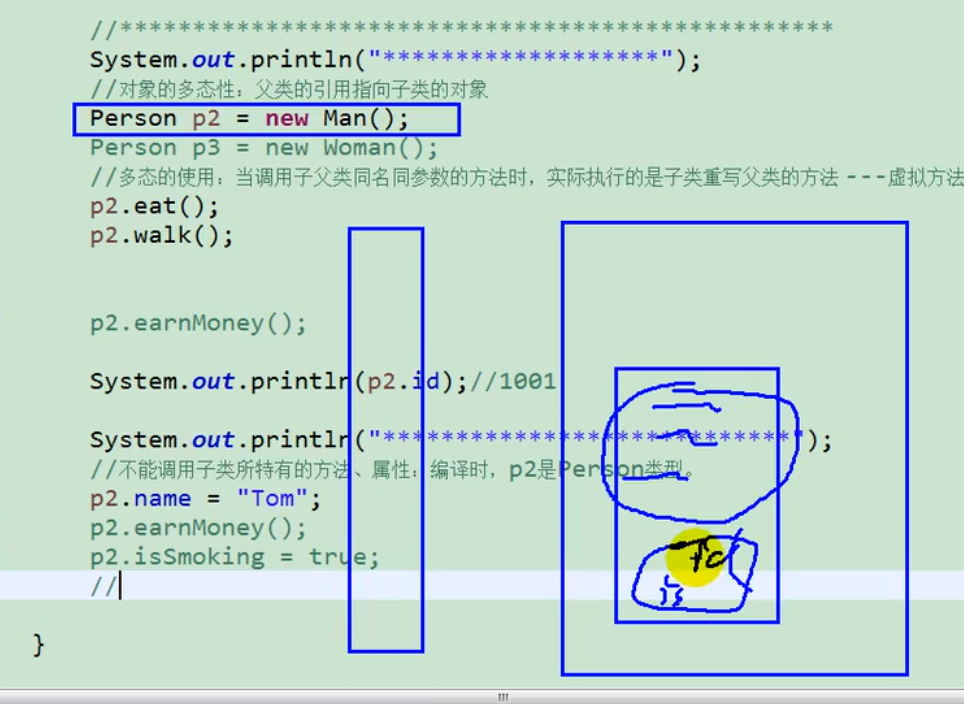 //*************************************************
System.out.println("*******************");
//对象的多态性：父类的引用指向子类的对象
Person p2 = new Man();
Person p3 = new Woman();
//多态的使用：当调用子父类同名同参数的方法时，实际执行的是子类重写父类的方法 ---虚拟方法
p2.eat();
p2.walk();
p2.earnMoney();
System.out.println(p2.id);//1001
System.out.println("****************************");
//不能调用子类所特有的方法、属性：编译时，p2是Person类型。
p2.name = "Tom";
p2.earnMoney();
p2.isSmoking = true;
//
}